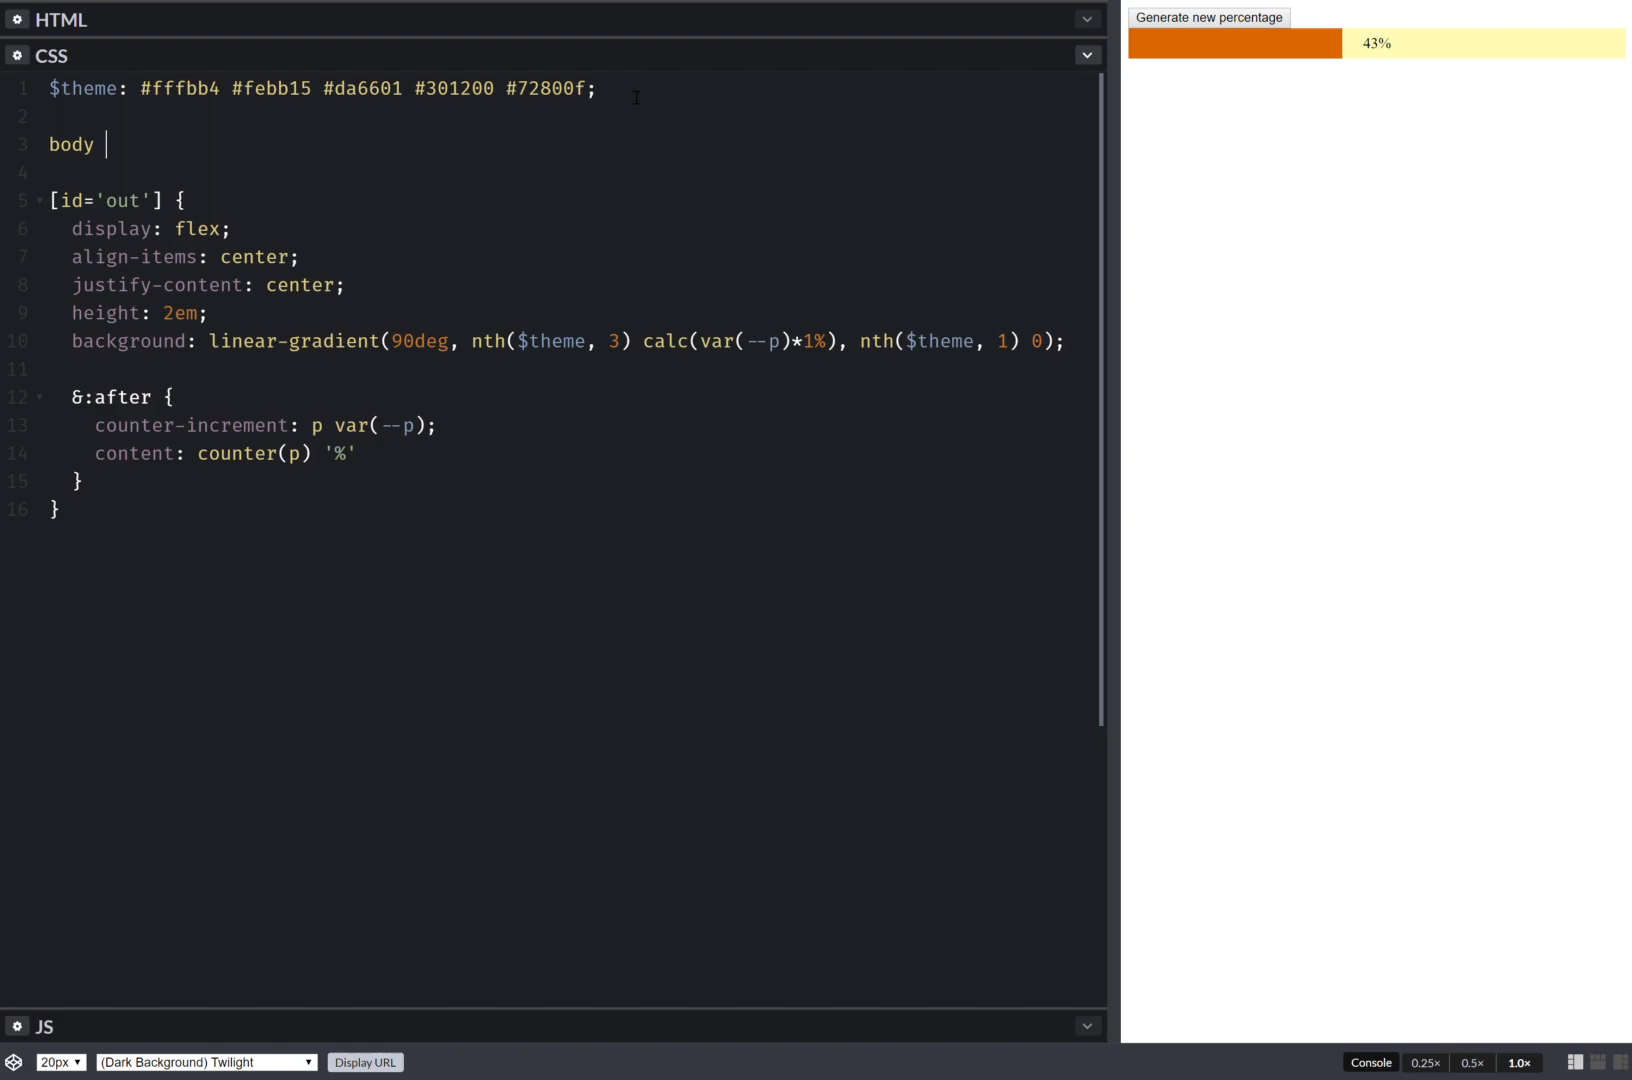 HTML
CSS
1 $theme: #fffbb4 #febb15 #da6601 #301200 #72800f;
2
3 body
4
5 [id='out'] {
6 display: flex;
7 align-items: center;
8 justify-content: center;
9 height: 2em;
10 background: linear-gradient(90deg, nth($theme, 3) calc(var(--p)*1%), nth($theme, 1) 0);
11
12 &:after {
13 counter-increment: p var(--p);
14 content: counter(p) '%'
15 }
16 }
JS
20px
(Dark Background) Twilight
Display URL
Generate new percentage
43%
Console 0.25× 0.5× 1.0×